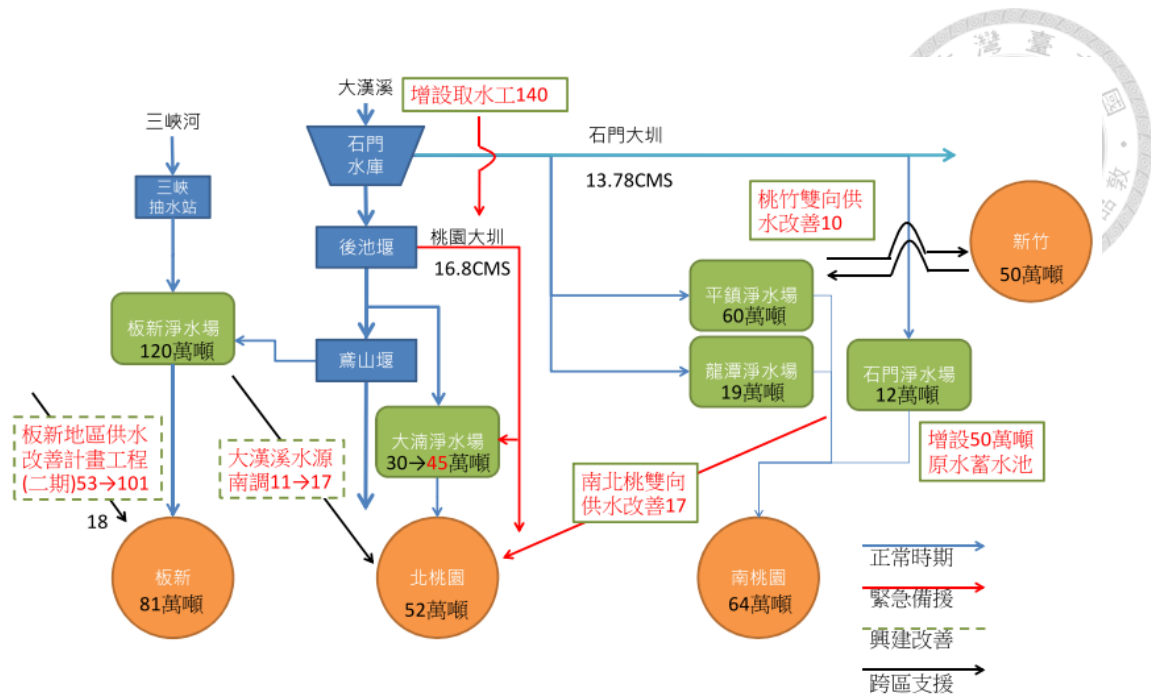 大漢溪
增設取水工140
三峽河
石門
水庫
石門大圳
13.78CMS
三峽
抽水站
桃竹雙向供
水改善10
新竹
50萬噸
後池堰
桃園大圳
16.8CMS
平鎮淨水場
60萬噸
板新淨水場
120萬噸
鳶山堰
龍潭淨水場
19萬噸
石門淨水場
12萬噸
板新地區供水
改善計畫工程
(二期)53→101
大漢溪水源
南調11→17
大湳淨水場
30→45萬噸
南北桃雙向
供水改善17
增設50萬噸
原水蓄水池
18
板新
81萬噸
北桃園
52萬噸
南桃園
64萬噸
正常時期
緊急備援
興建改善
跨區支援
灣臺
國
敦
品